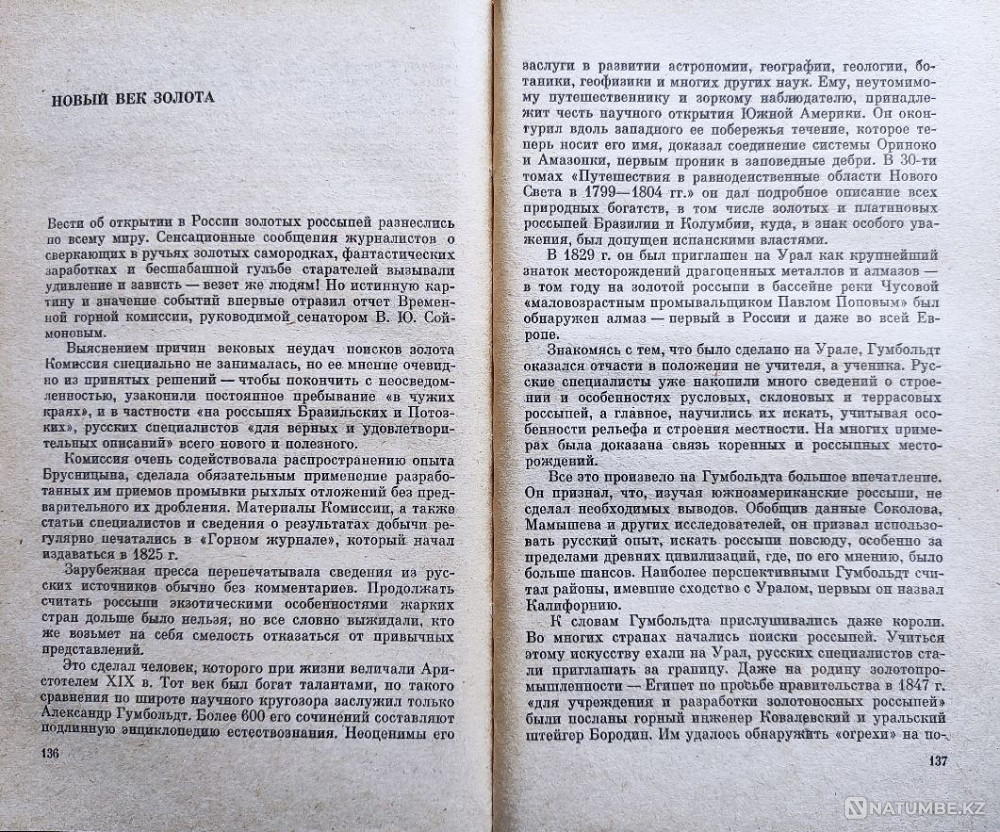 НОВЫЙ ВЕК ЗОЛОТА
Вести об открытии в России золотых россыпей разнеслись
по всему миру. Сенсационные сообщения журналистов о
сверкающих в ручьях золотых самородках, фантастических
заработках и бесшабашной гульбе старателей вызывали
удивление и зависть — везет же людям! Но истинную кар-
тину и значение событий впервые отразил отчет Времен-
ной горной комиссии, руководимой сенатором В. Ю. Сой-
моновым.
Выяснением причин вековых неудач поисков золота
Комиссия специально не занималась, но ее мнение очевид-
но из принятых решений — чтобы покончить с неосведом-
ленностью, узаконили постоянное пребывание «в чужих
краях», и в частности «на россыпях Бразильских и Потоз-
ких», русских специалистов «для верных и удовлетвори-
тельных описаний» всего нового и полезного.
Комиссия очень содействовала распространению опыта
Брусницына, сделала обязательным применение разрабо-
танных им приемов промывки рыхлых отложений без пред-
варительного их дробления. Материалы Комиссии, а также
статьи специалистов и сведения о результатах добычи ре-
гулярно печатались в «Горном журнале», который начал
издаваться в 1825 г.
Зарубежная пресса перепечатывала сведения из рус-
ских источников обычно без комментариев. Продолжать
считать россыпи экзотическими особенностями жарких
стран дольше было нельзя, но все словно выжидали, кто
же возьмет на себя смелость отказаться от привычных
представлений.
Это сделал человек, которого при жизни величали Ари-
стотелем XIX в. Тот век был богат талантами, но такого
сравнения по широте научного кругозора заслужил только
Александр Гумбольдт. Более 600 его сочинений составляют
подлинную энциклопедию естествознания. Неоценимы его
136
заслуги в развитии астрономии, географии, геологии, бо-
таники, геофизики и многих других наук. Ему, неутомимо-
му путешественнику и зоркому наблюдателю, принадле-
жит честь научного открытия Южной Америки. Он окон-
турил вдоль западного ее побережья течение, которое те-
перь носит его имя, доказал соединение системы Ориноко
и Амазонки, первым проник в заповедные дебри. В 30-ти
томах «Путешествия в равноденственные области Нового
Света в 1799—1804 гг.» он дал подробное описание всех
природных богатств, в том числе золотых и платиновых
россыпей Бразилии и Колумбии, куда, в знак особого ува-
жения, был допущен испанскими властями.
В 1829 г. он был приглашен на Урал как крупнейший
знаток месторождений драгоценных металлов и алмазов —
в том году на золотой россыпи в бассейне реки Чусовой
«маловозрастным промывальщиком Павлом Поповым» был
обнаружен алмаз — первый в России и даже во всей Ев-
ропе.
Знакомясь с тем, что было сделано на Урале, Гумбольдт
оказался отчасти в положении не учителя, а ученика. Рус-
ские специалисты уже накопили много сведений о строе-
нии и особенностях русловых, склоновых и террасовых
россыпей, а главное, научились их искать, учитывая осо-
бенности рельефа и строения местности. На многих приме-
рах была доказана связь коренных и россыпных место-
рождений.
Все это произвело на Гумбольдта большое впечатление.
Он признал, что, изучая южноамериканские россыпи, не
сделал необходимых выводов. Обобщив данные Соколова,
Мамышева и других исследователей, он призвал использо-
вать русский опыт, искать россыпи повсюду, особенно за
пределами древних цивилизаций, где, по его мнению, было
больше шансов. Наиболее перспективными Гумбольдт счи-
тал районы, имевшие сходство с Уралом, первым он назвал
Калифорнию.
К словам Гумбольдта прислушивались даже короли.
Во многих странах начались поиски россыпей. Учиться
этому искусству ехали на Урал, русских специалистов ста-
ли приглашать за границу. Даже на родину золотопро-
мышленности — Египет по просьбе правительства в 1847 г.
«для учреждения и разработки золотоносных россыпей»
были посланы горный инженер Ковалевский и уральский
штейгер Бородин. Им удалось обнаружить «огрехи» на по-
137
NATUMBE.KZ